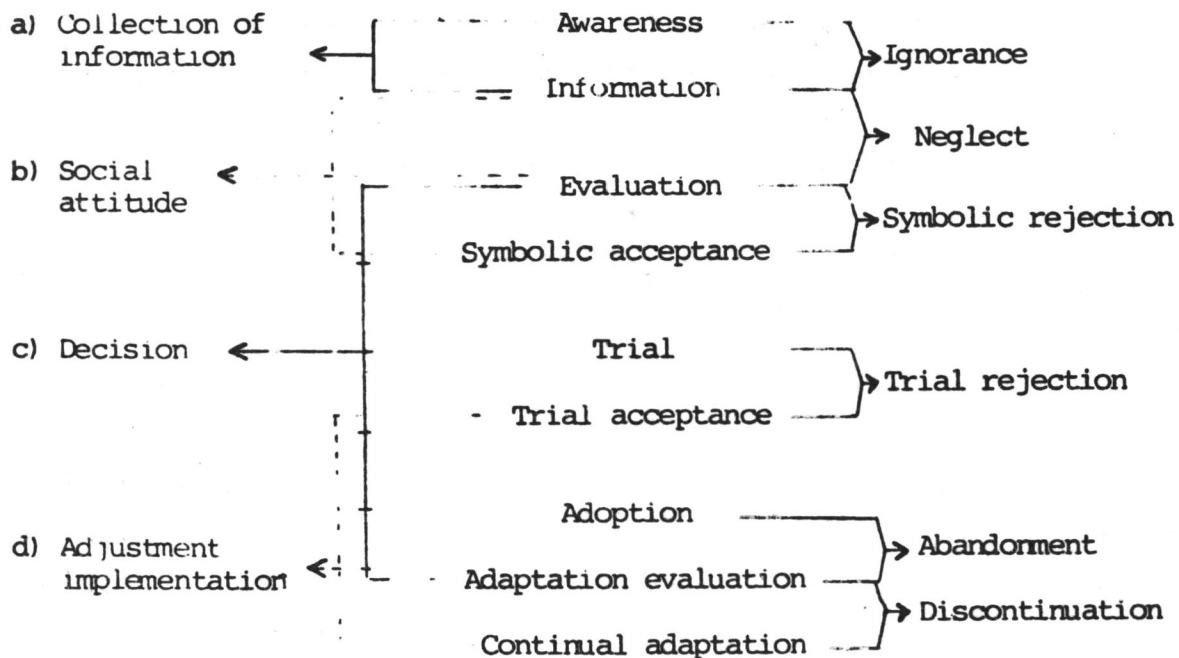 a) Collection of
information
Awareness
Ignorance
Information
Neglect
b) Social
attitude
Evaluation
Symbolic rejection
Symbolic acceptance
c) Decision
Trial
Trial rejection
Trial acceptance
Adoption
d) Adjustment
implementation
Abandonment
Adaptation evaluation
Discontinuation
Continual adaptation